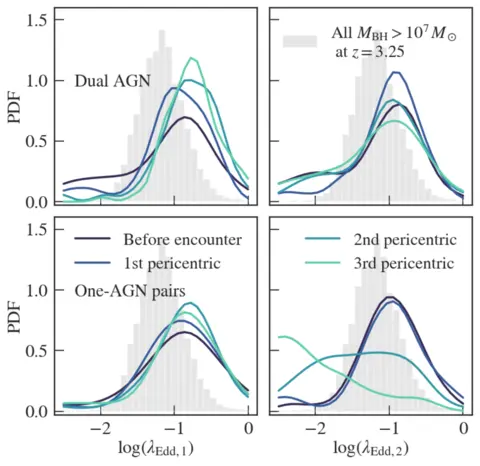 1.5
1.0
0.5
0.0
PDF
Dual AGN
All M_BH > 10^7 M_⊙
at z = 3.25
1.5
1.0
0.5
0.0
PDF
Before encounter
1st pericentric
One-AGN pairs
2nd pericentric
3rd pericentric
−2 −1 0
log(λ_Edd, 1)
−2 −1 0
log(λ_Edd, 2)